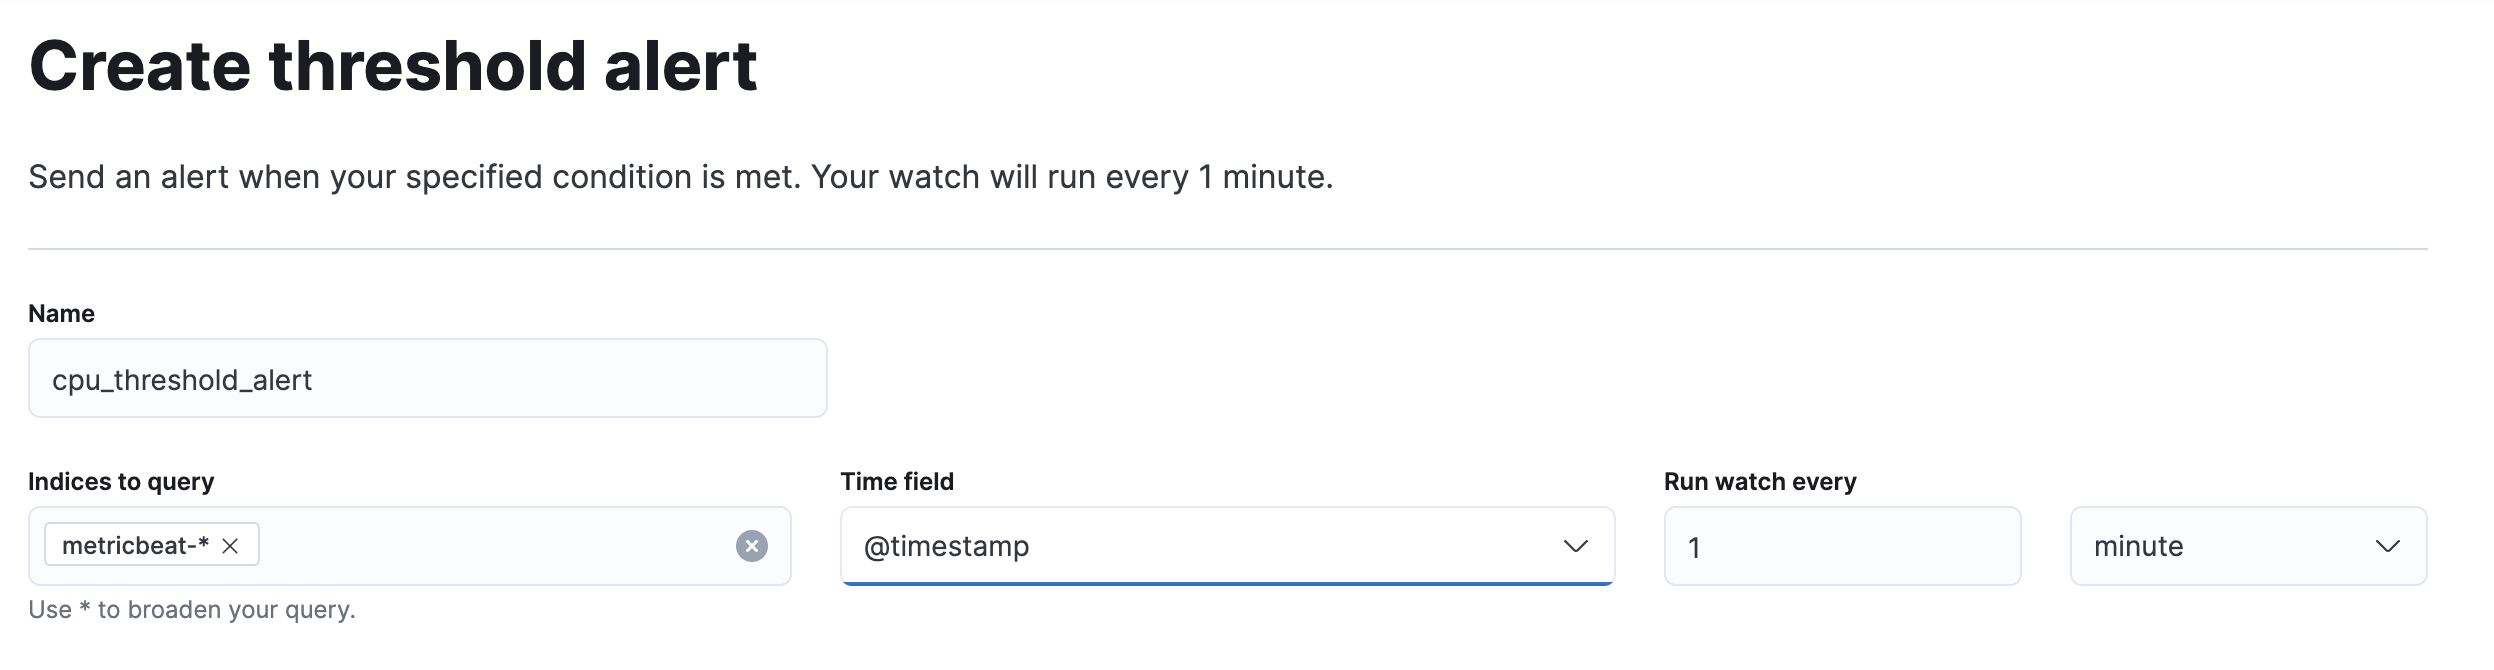 Create threshold alert
Send an alert when your specified condition is met. Your watch will run every 1 minute.
Name
cpu_threshold_alert
Indices to query
metricbeat-*
Use * to broaden your query.
Time field
@timestamp
Run watch every
1
minute